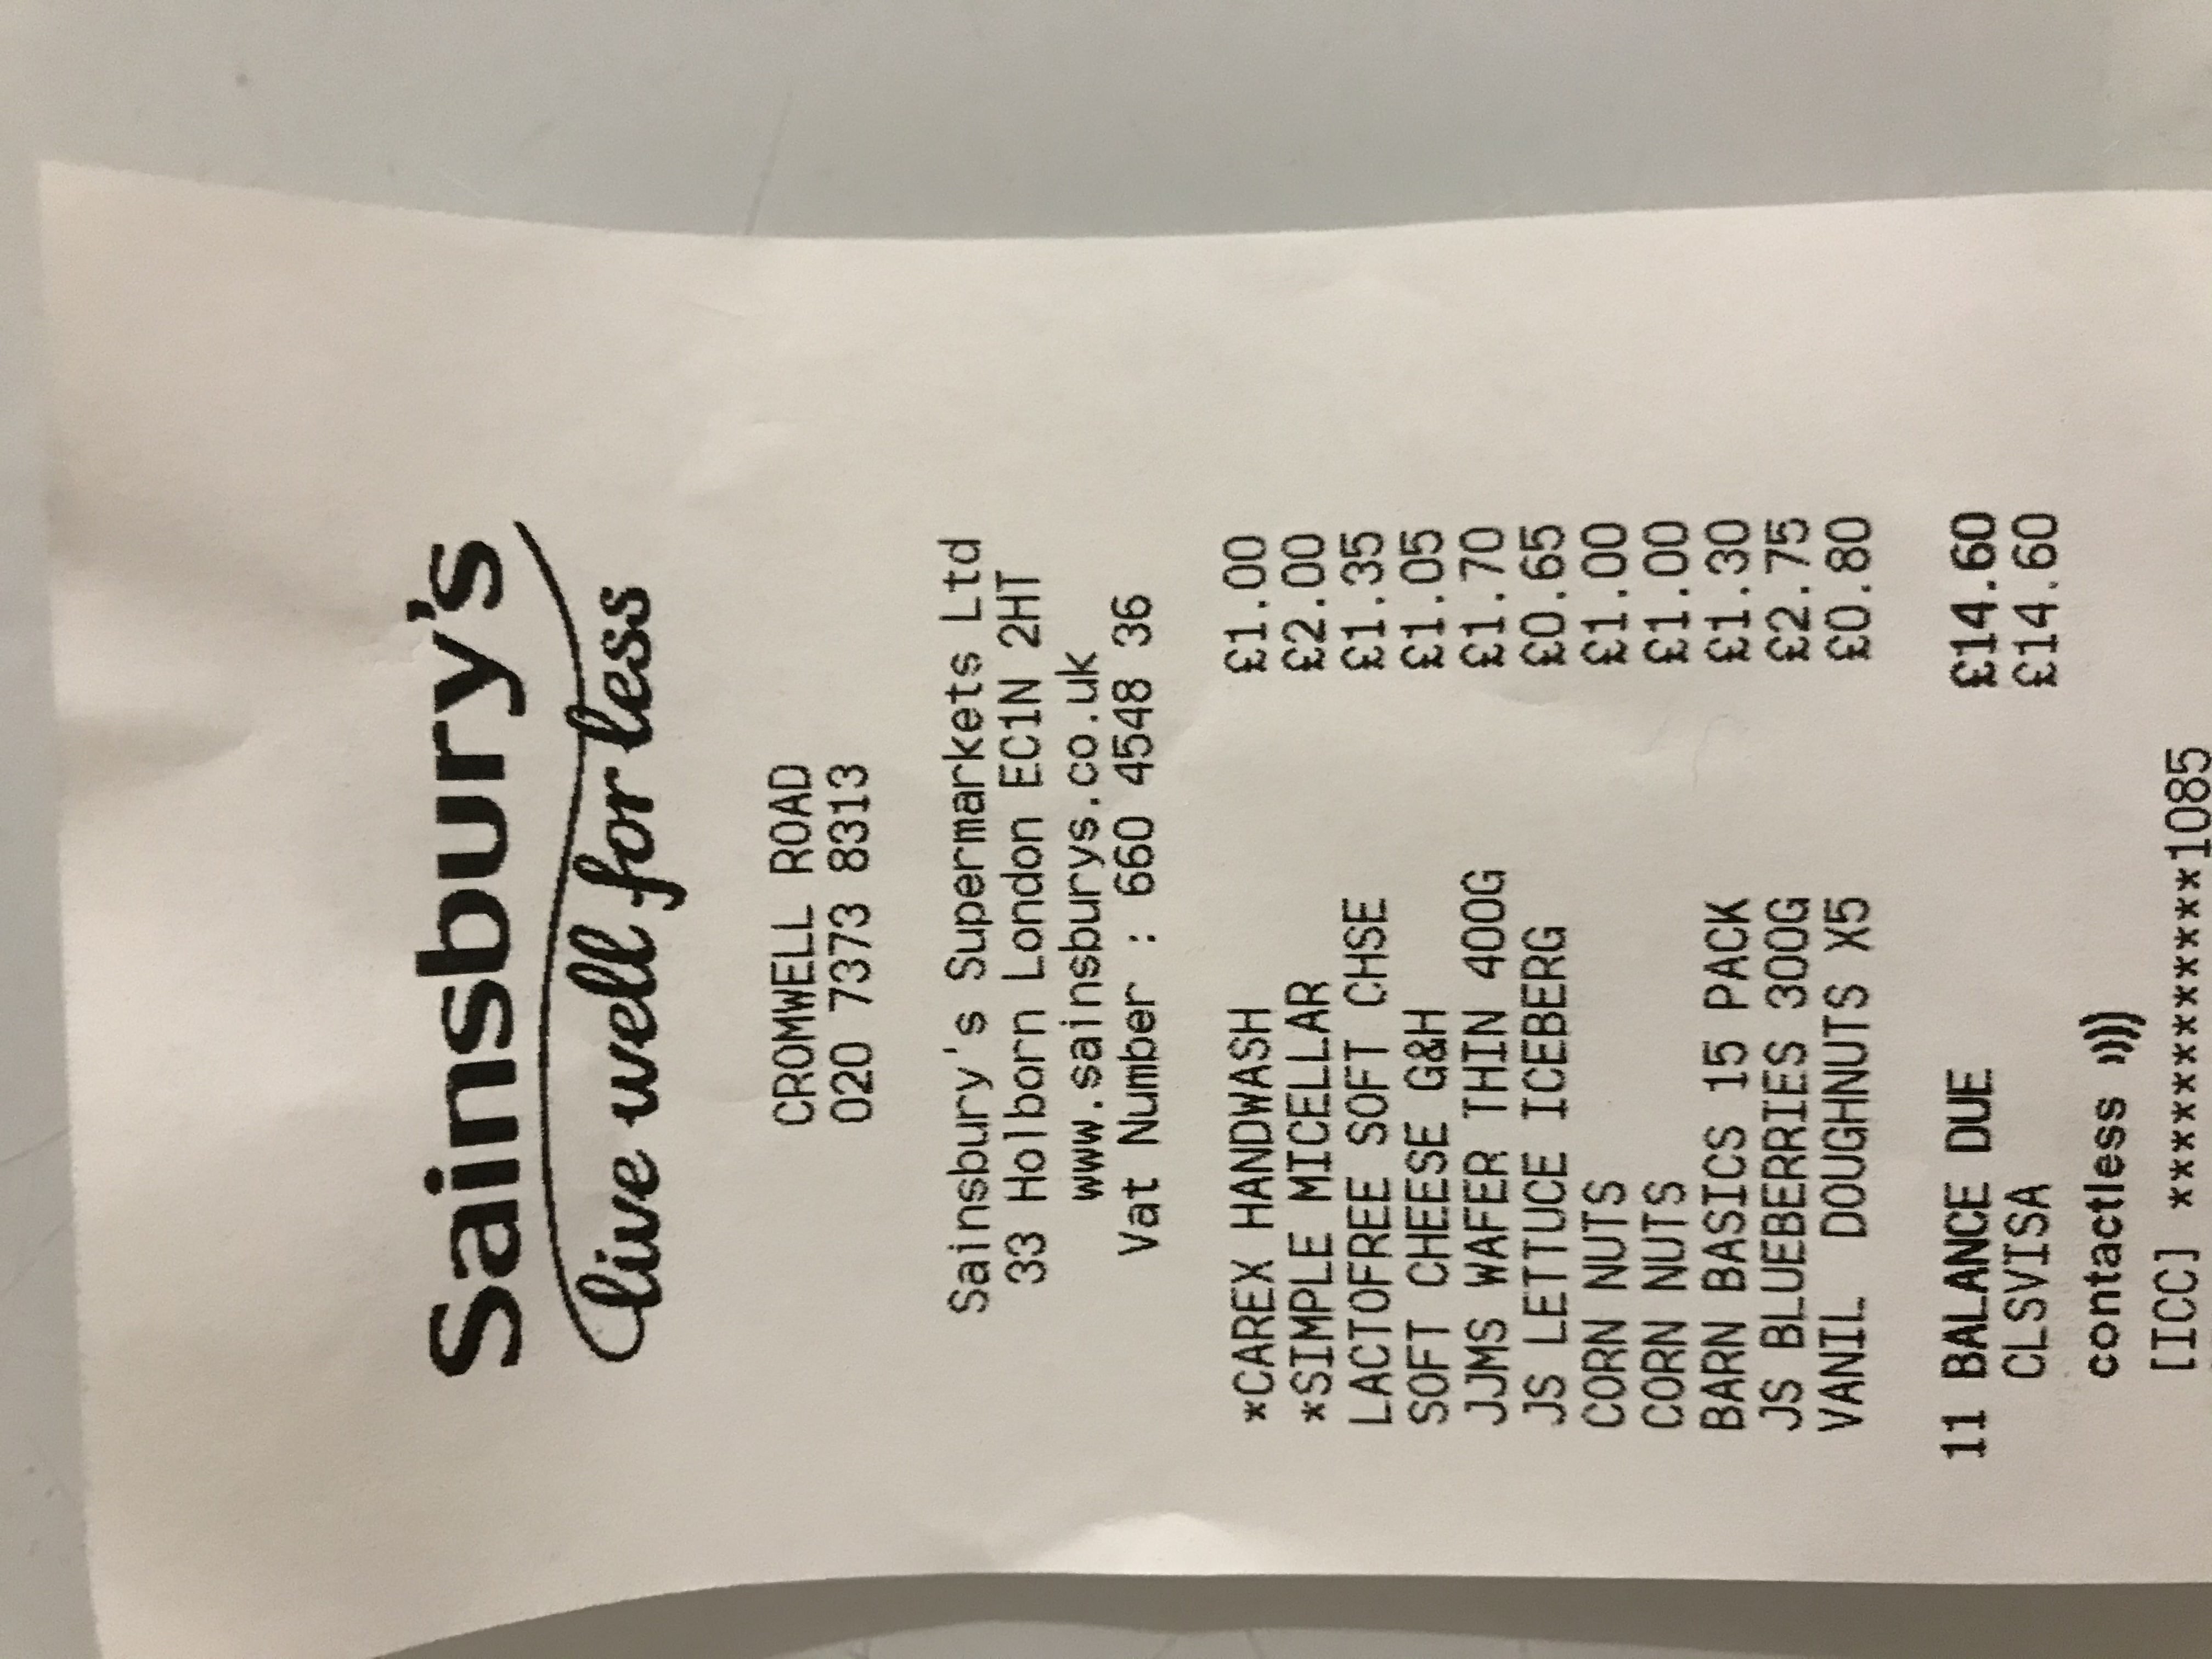 Sainsbury's
live well for less
CROMWELL ROAD
020 7373 8313
Sainsbury's Supermarkets Ltd
33 Holborn London EC1N 2HT
www.sainsburys.co.uk
Vat Number : 660 4548 36
*CAREX HANDWASH £1.00
*SIMPLE MICELLAR £2.00
LACTOFREE SOFT CHSE £1.35
SOFT CHEESE G&H £1.05
JJMS WAFER THIN 400G £1.70
JS LETTUCE ICEBERG £0.65
CORN NUTS £1.00
CORN NUTS £1.00
BARN BASICS 15 PACK £1.30
JS BLUEBERRIES 300G £2.75
VANIL  DOUGHNUTS X5 £0.80
11 BALANCE DUE £14.60
CLSVISA £14.60
contactless
[ICC] ************1085